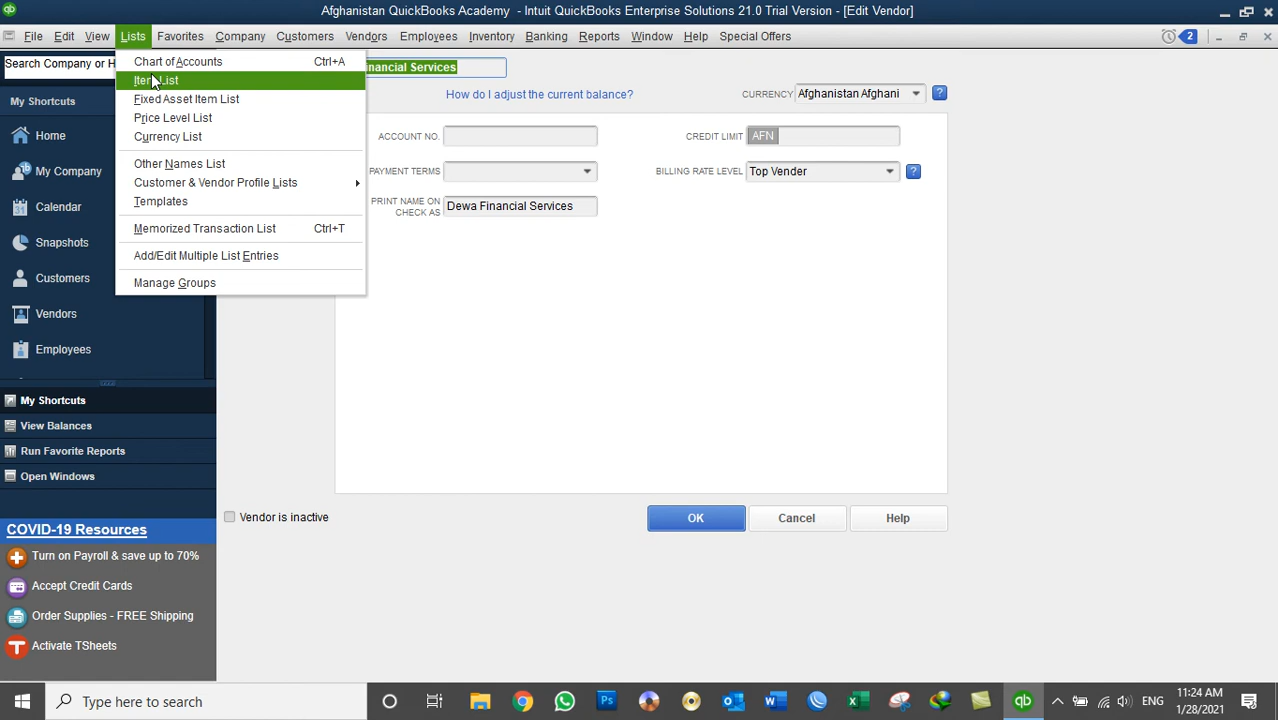 Afghanistan QuickBooks Academy - Intuit QuickBooks Enterprise Solutions 21.0 Trial Version - [Edit Vendor]
File Edit View Lists Favorites Company Customers Vendors Employees Inventory Banking Reports Window Help Special Offers 2
Search Company or H
Chart of Accounts Ctrl+A
Item List
Fixed Asset Item List
Price Level List
Currency List
Other Names List
Customer & Vendor Profile Lists
Templates
Memorized Transaction List Ctrl+T
Add/Edit Multiple List Entries
Manage Groups
My Shortcuts
Home
My Company
Calendar
Snapshots
Customers
Vendors
Employees
My Shortcuts
View Balances
Run Favorite Reports
Open Windows
COVID-19 Resources
Turn on Payroll & save up to 70%
Accept Credit Cards
Order Supplies - FREE Shipping
Activate TSheets
inancial Services
How do I adjust the current balance? CURRENCY Afghanistan Afghani ?
ACCOUNT NO. CREDIT LIMIT AFN
PAYMENT TERMS BILLING RATE LEVEL Top Vender ?
PRINT NAME ON
CHECK AS Dewa Financial Services
Vendor is inactive OK Cancel Help
Type here to search
ENG
11:24 AM
1/28/2021